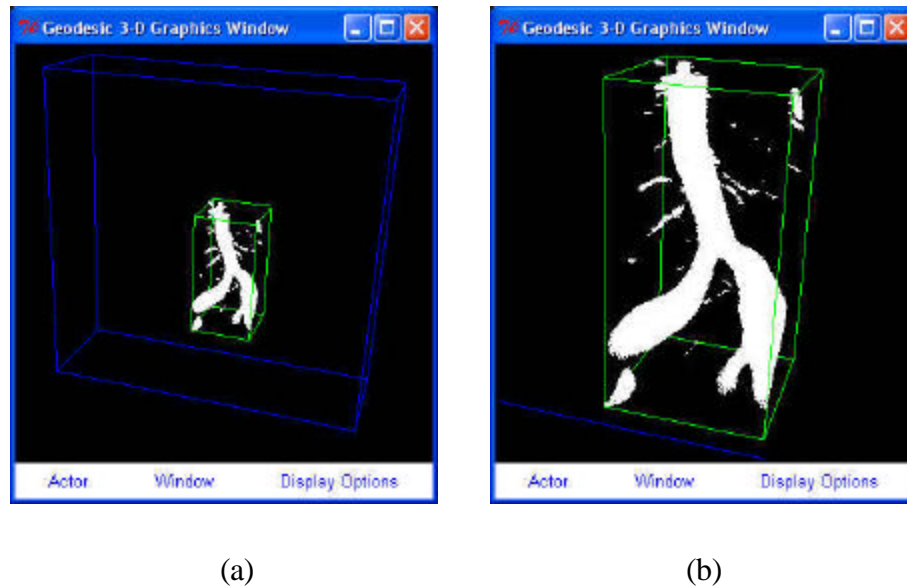 Geodesic 3-D Graphics Window
Actor Window Display Options
(a)
Geodesic 3-D Graphics Window
Actor Window Display Options
(b)